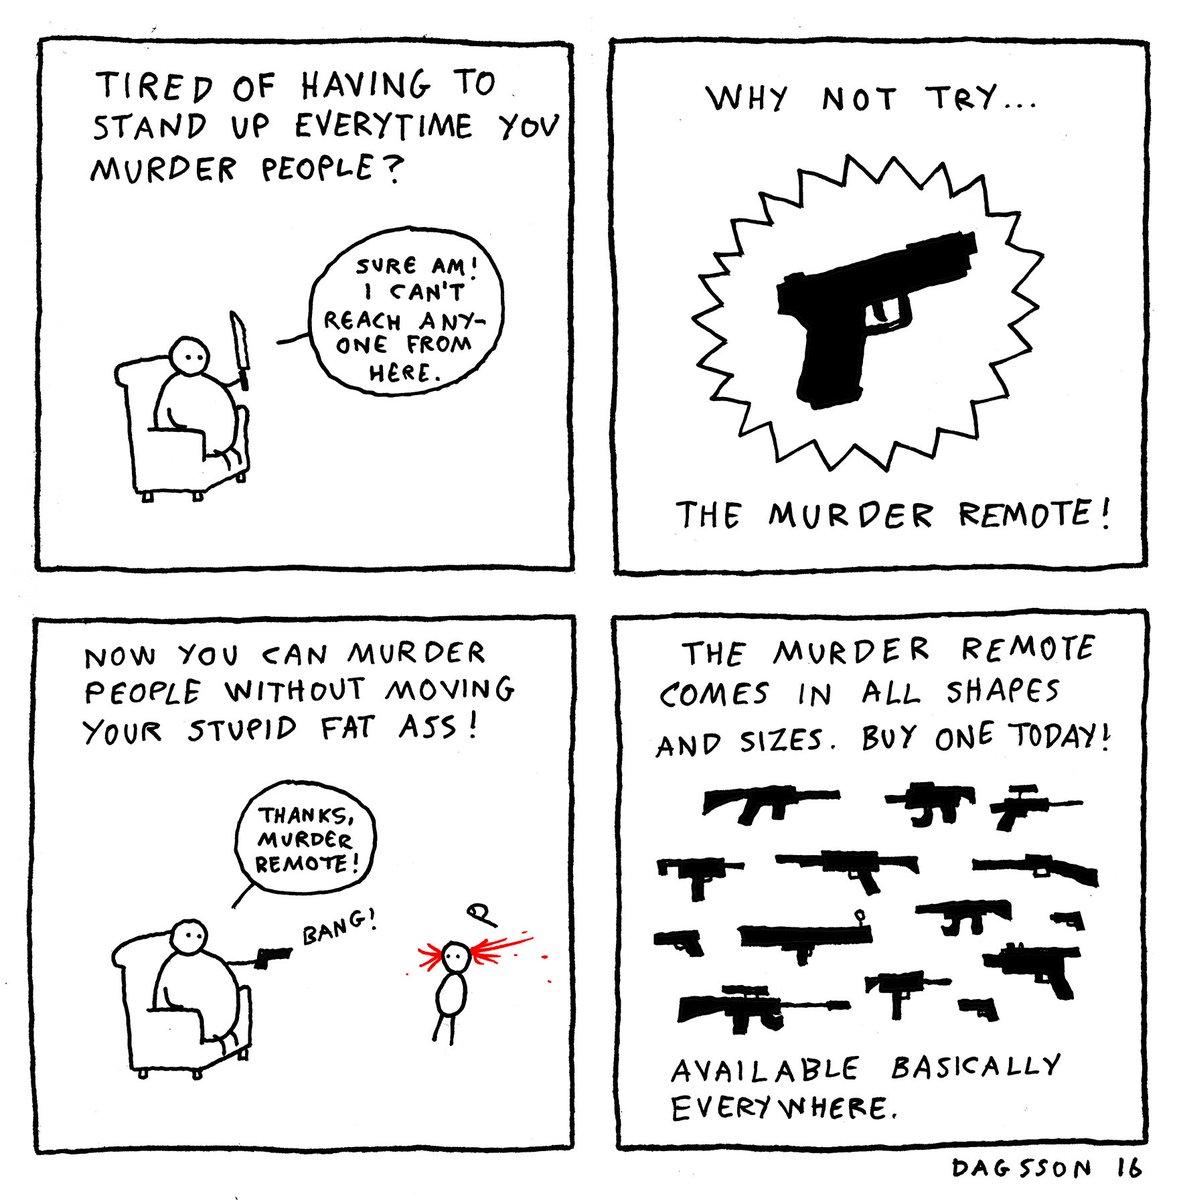 TIRED OF HAVING TO
STAND UP EVERYTIME YOU
MURDER PEOPLE?
SURE AM!
I CAN'T
REACH ANY-
ONE FROM
HERE.
WHY NOT TRY...
THE MURDER REMOTE!
NOW YOU CAN MURDER
PEOPLE WITHOUT MOVING
YOUR STUPID FAT ASS!
THANKS,
MURDER
REMOTE!
BANG!
THE MURDER REMOTE
COMES IN ALL SHAPES
AND SIZES. BUY ONE TODAY!
AVAILABLE BASICALLY
EVERYWHERE.
DAGSSON 16